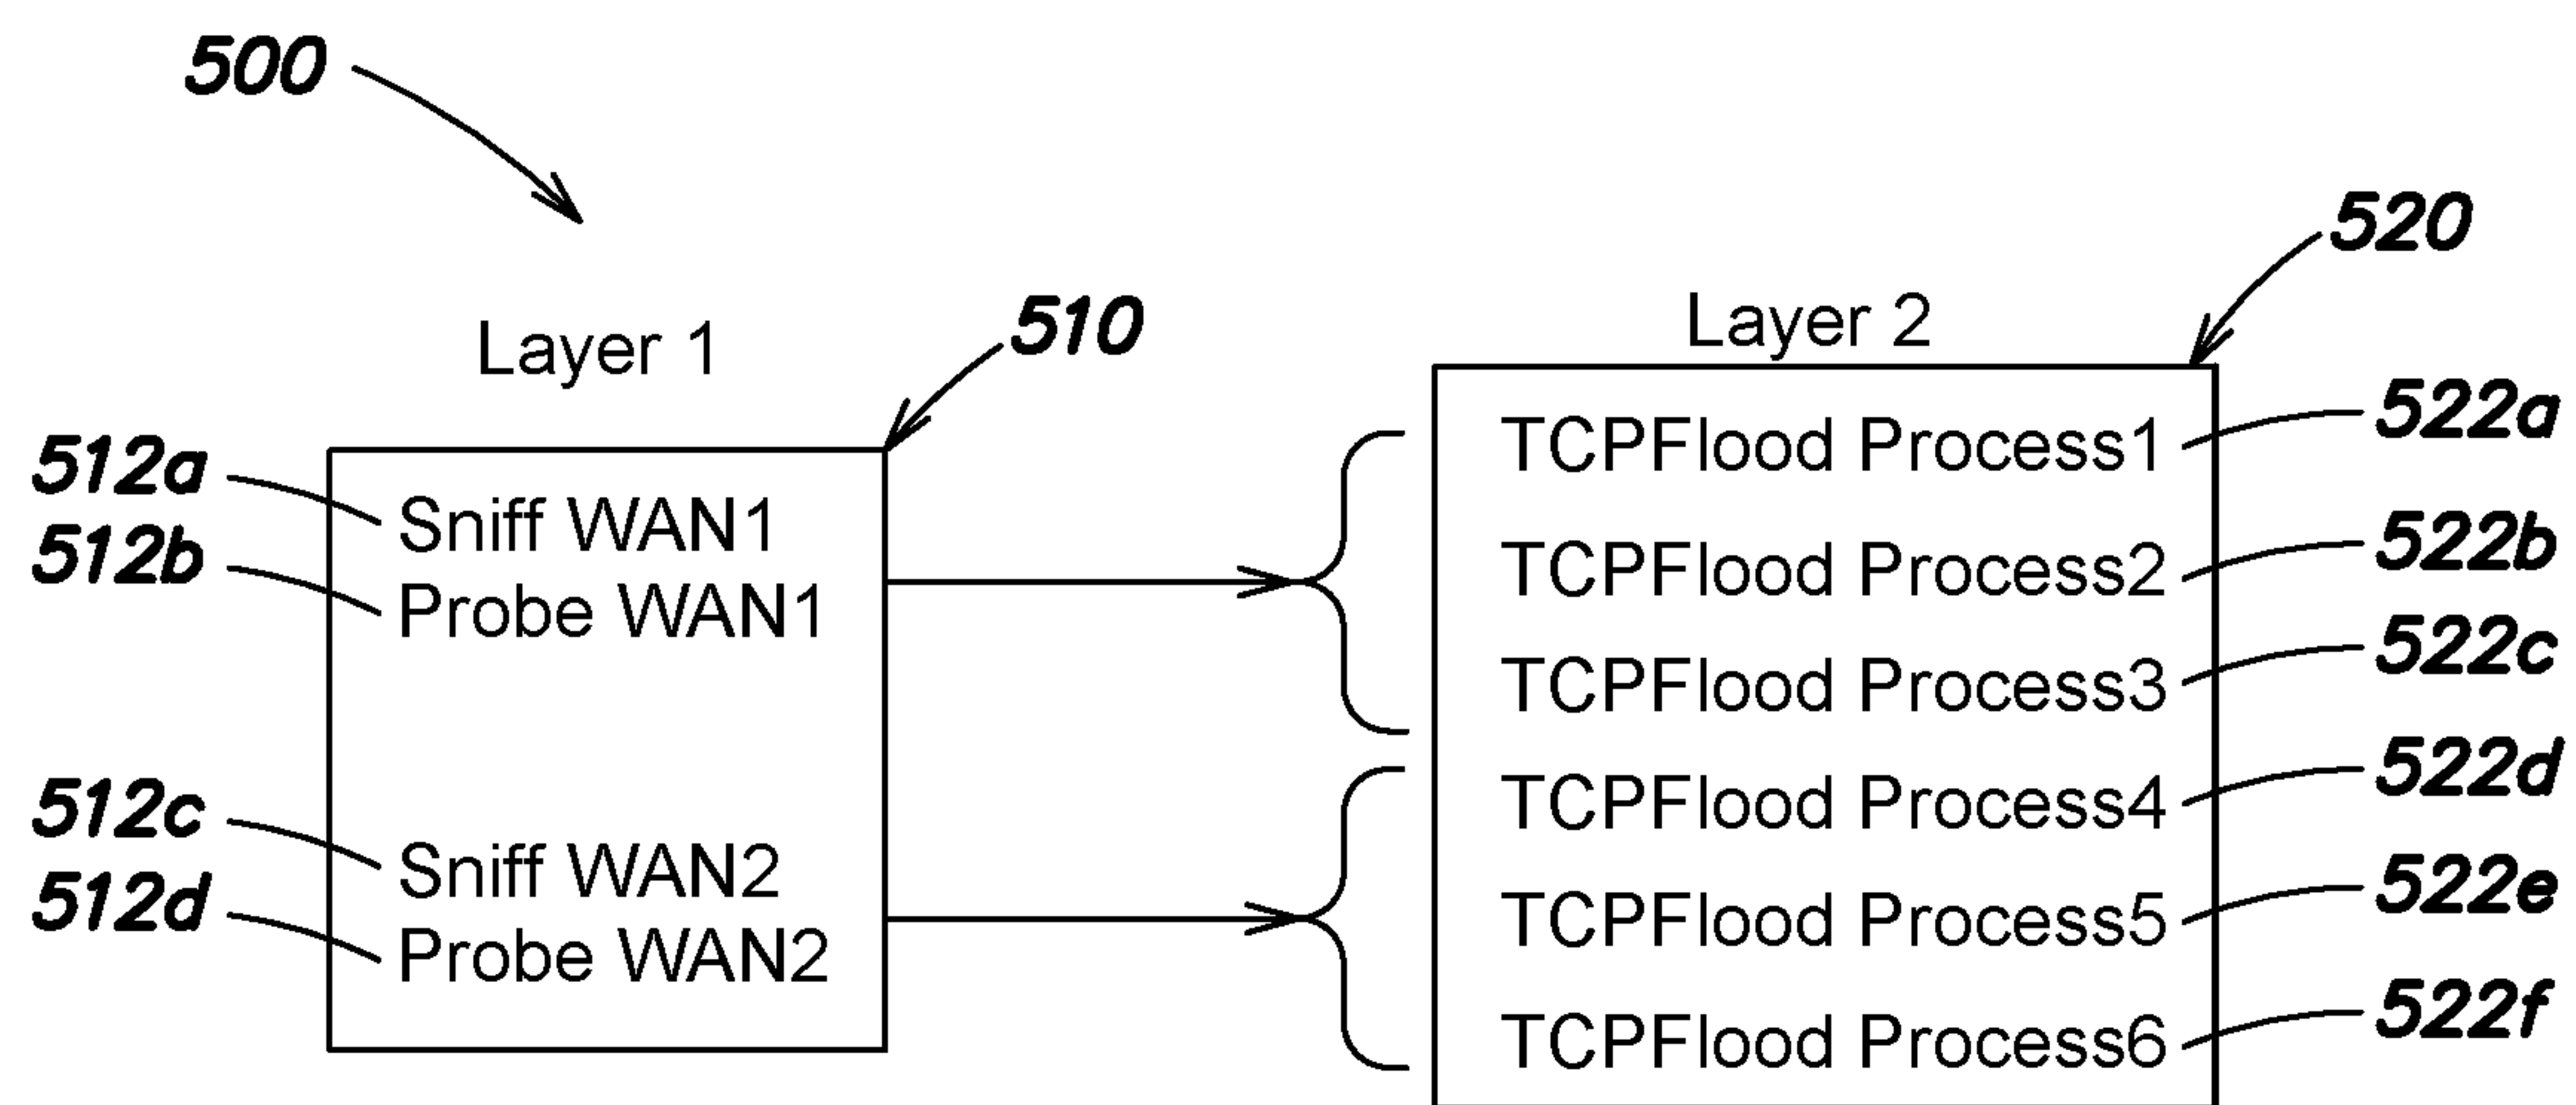 500
520
Layer 1
510
Layer 2
512a
Sniff WAN1
512b
Probe WAN1
512c
Sniff WAN2
512d
Probe WAN2
TCPFlood Process1
522a
TCPFlood Process2
522b
TCPFlood Process3
522c
TCPFlood Process4
522d
TCPFlood Process5
522e
TCPFlood Process6
522f